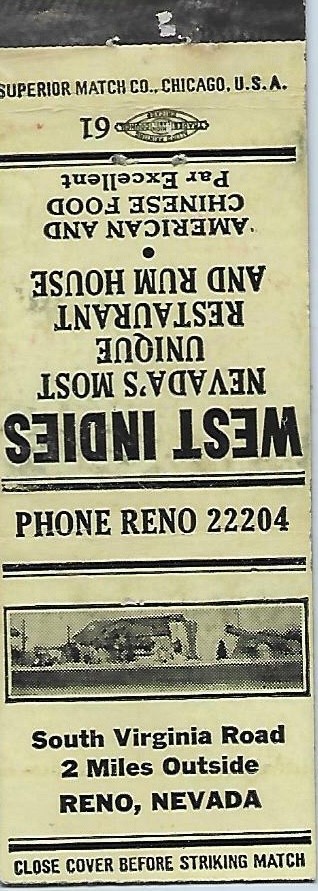 SUPERIOR MATCH CO., CHICAGO, U.S.A.
61
WEST INDIES
NEVADA'S MOST
UNIQUE
RESTAURANT
AND RUM HOUSE
•
AMERICAN AND
CHINESE FOOD
Par Excellent
PHONE RENO 22204
South Virginia Road
2 Miles Outside
RENO, NEVADA
CLOSE COVER BEFORE STRIKING MATCH